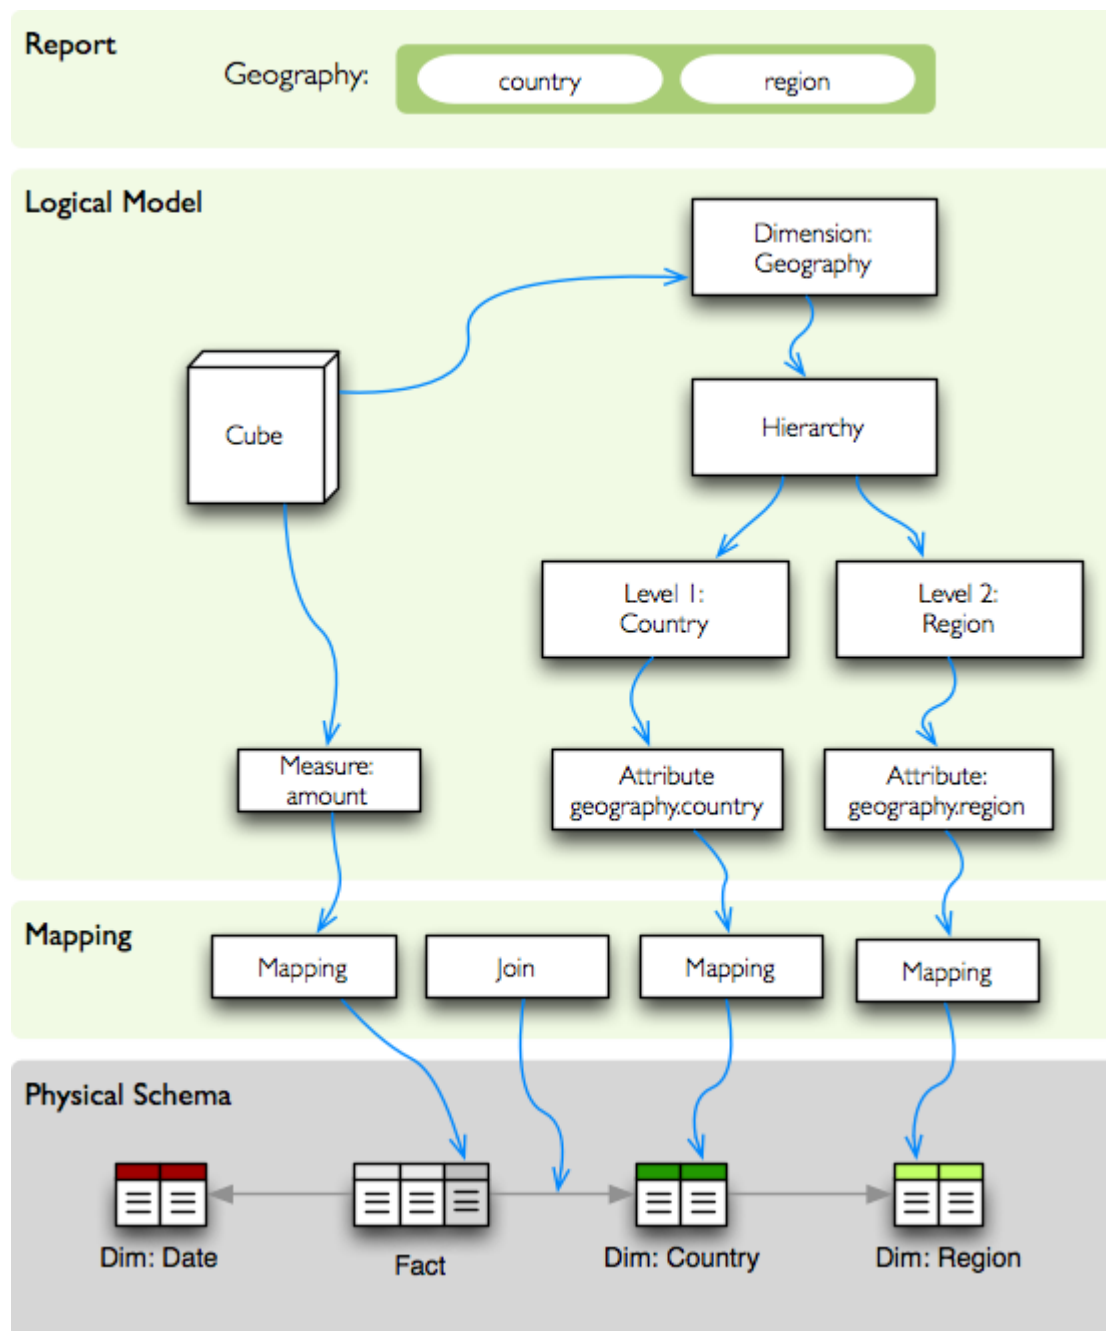 Report
Geography:
country
region
Logical Model
Dimension:
Geography
Cube
Hierarchy
Level 1:
Country
Level 2:
Region
Measure:
amount
Attribute
geography.country
Attribute:
geography.region
Mapping
Mapping
Join
Mapping
Mapping
Physical Schema
Dim: Date
Fact
Dim: Country
Dim: Region